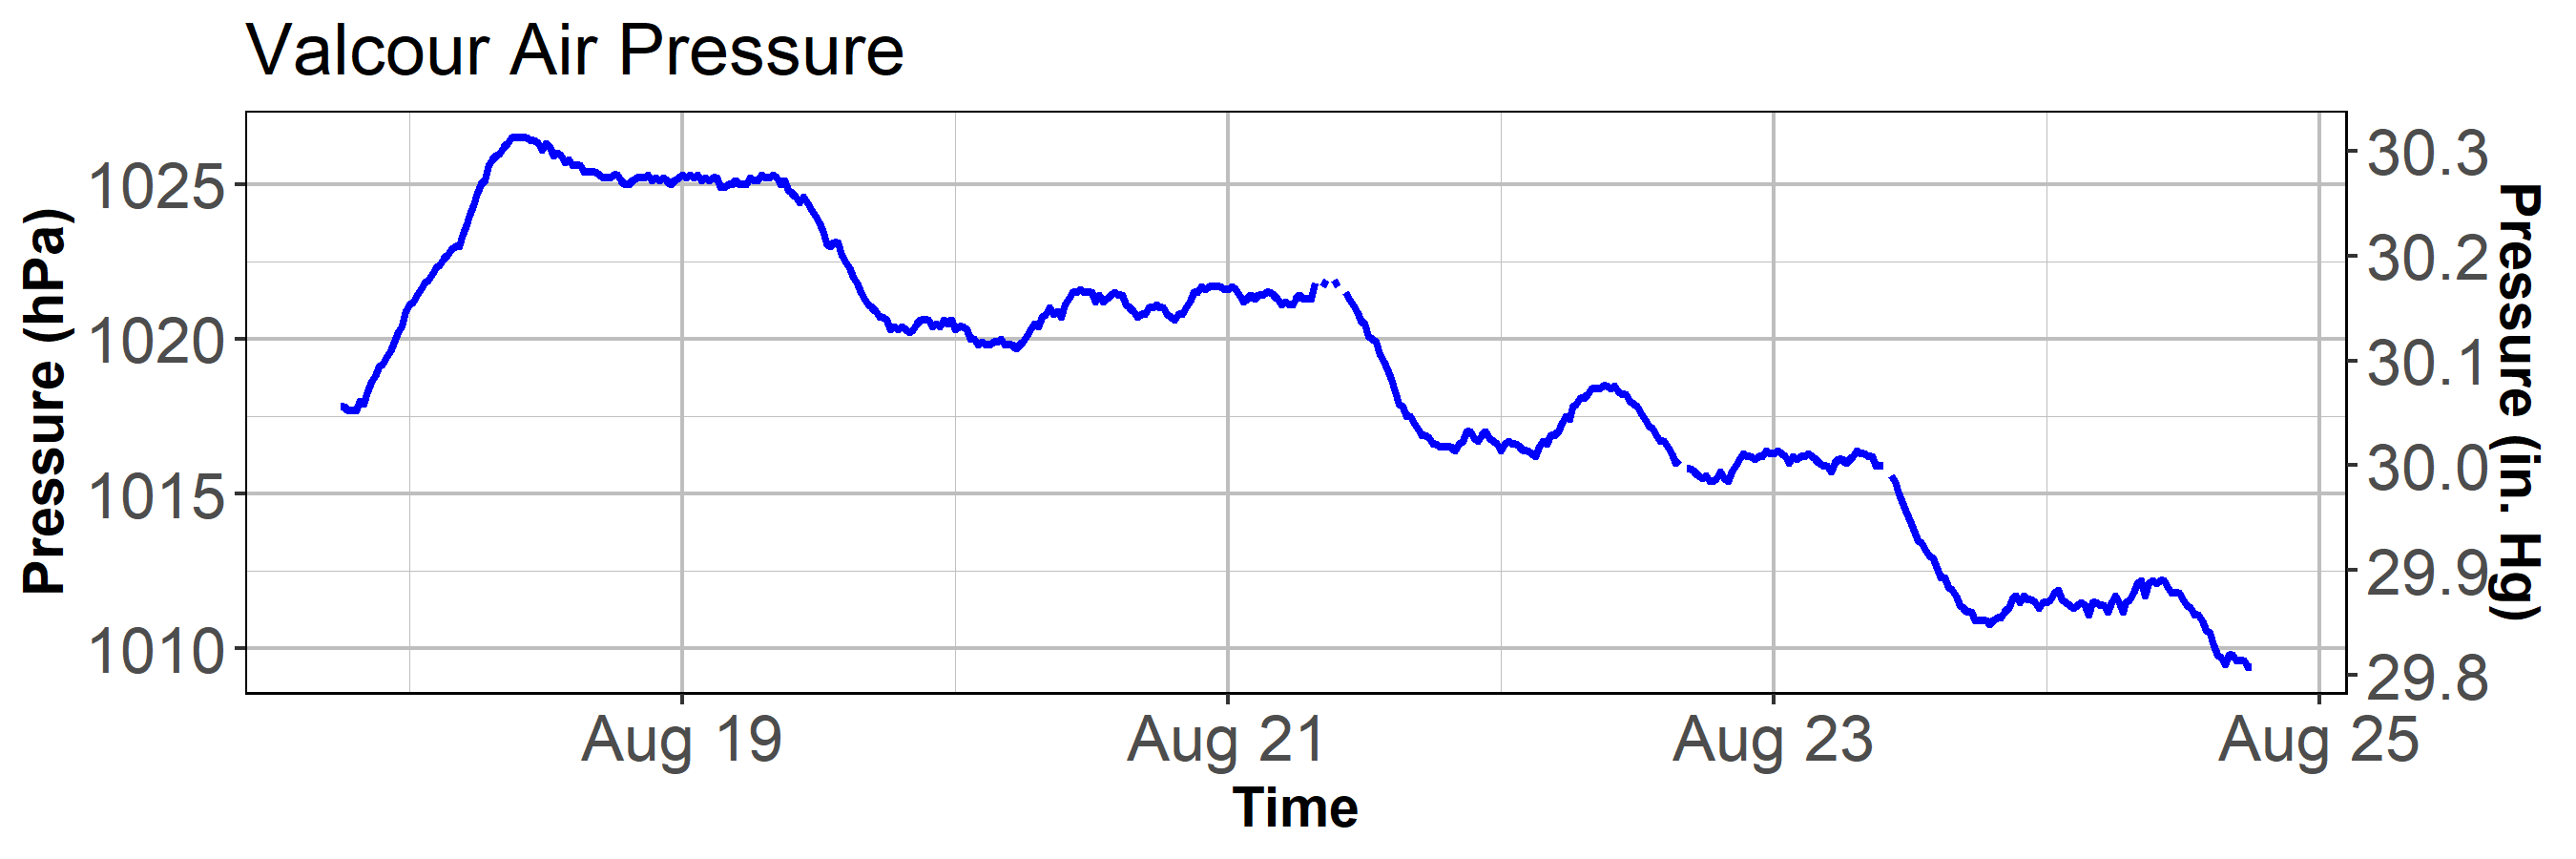 Valcour Air Pressure
Pressure (hPa)
1025
1020
1015
1010
30.3
30.2
30.1
30.0
29.9
29.8
Pressure (in. Hg)
Aug 19 Aug 21 Aug 23 Aug 25
Time